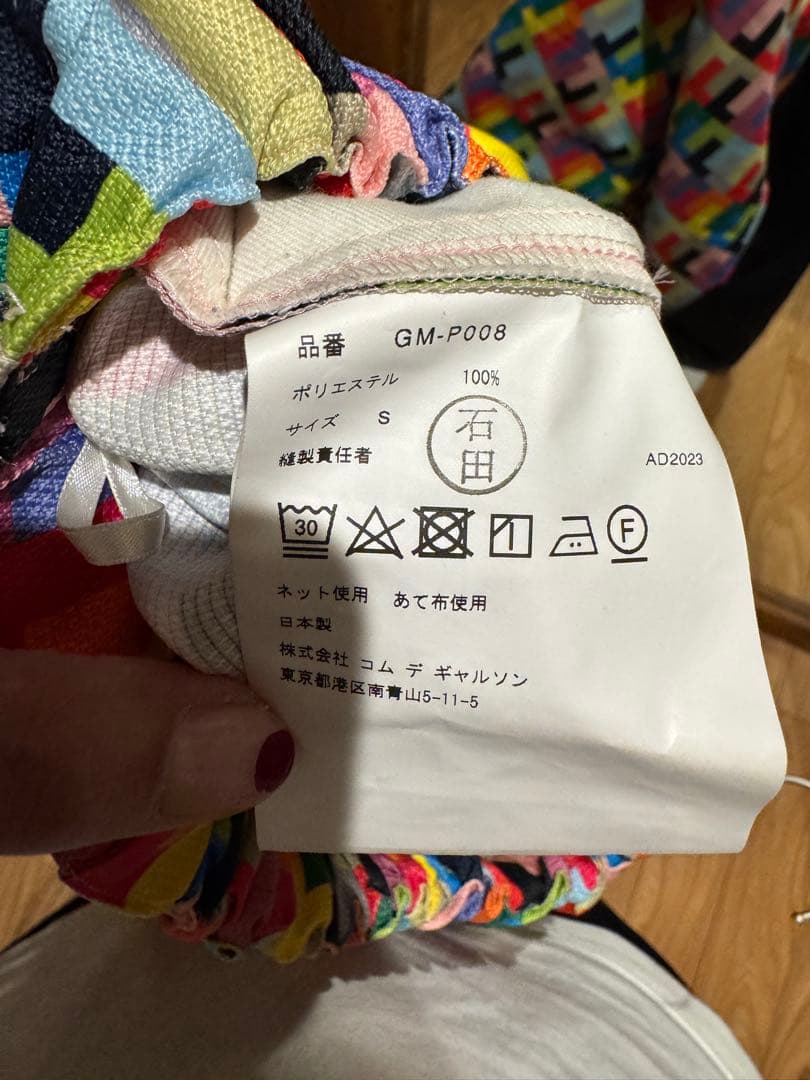 品番 GM-P008
ポリエステル 100%
サイズ S
縫製責任者 石田
AD2023
30 F
ネット使用 あて布使用
日本製
株式会社 コム デ ギャルソン
東京都港区南青山5-11-5